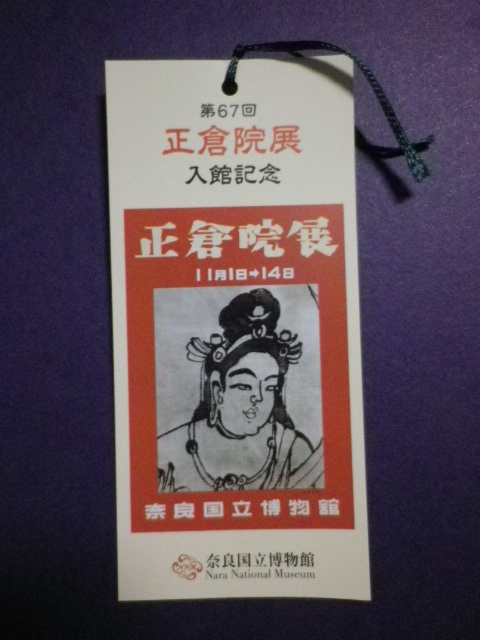 第67回
正倉院展
入館記念
正倉院展
11月1日➔14日
奈良国立博物館
奈良国立博物館
Nara National Museum